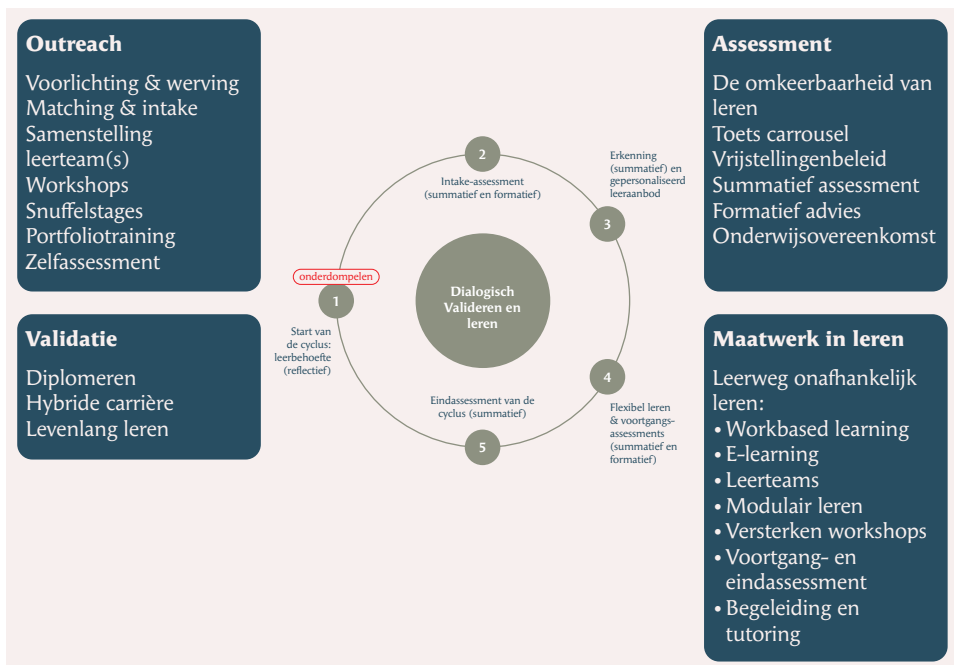 Outreach
Voorlichting & werving
Matching & intake
Samenstelling
leerteam(s)
Workshops
Snuffelstages
Portfoliotraining
Zelfassessment
Validatie
Diplomeren
Hybride carrière
Levenlang leren
onderdompelen
1
Start van
de cyclus:
leerbehoefte
(reflectief)
2
Intake-assessment
(summatief en formatief)
Erkenning
(summatief) en
gepersonaliseerd
leeraanbod
3
Dialogisch
Valideren en
leren
4
Flexibel leren
& voortgangs-
assessments
(summatief en
formatief)
Eindassessment van de
cyclus (summatief)
5
Assessment
De omkeerbaarheid van
leren
Toets carrousel
Vrijstellingenbeleid
Summatief assessment
Formatief advies
Onderwijsovereenkomst
Maatwerk in leren
Leerweg onafhankelijk
leren:
• Workbased learning
• E-learning
• Leerteams
• Modulair leren
• Versterken workshops
• Voortgang- en
eindassessment
• Begeleiding en
tutoring